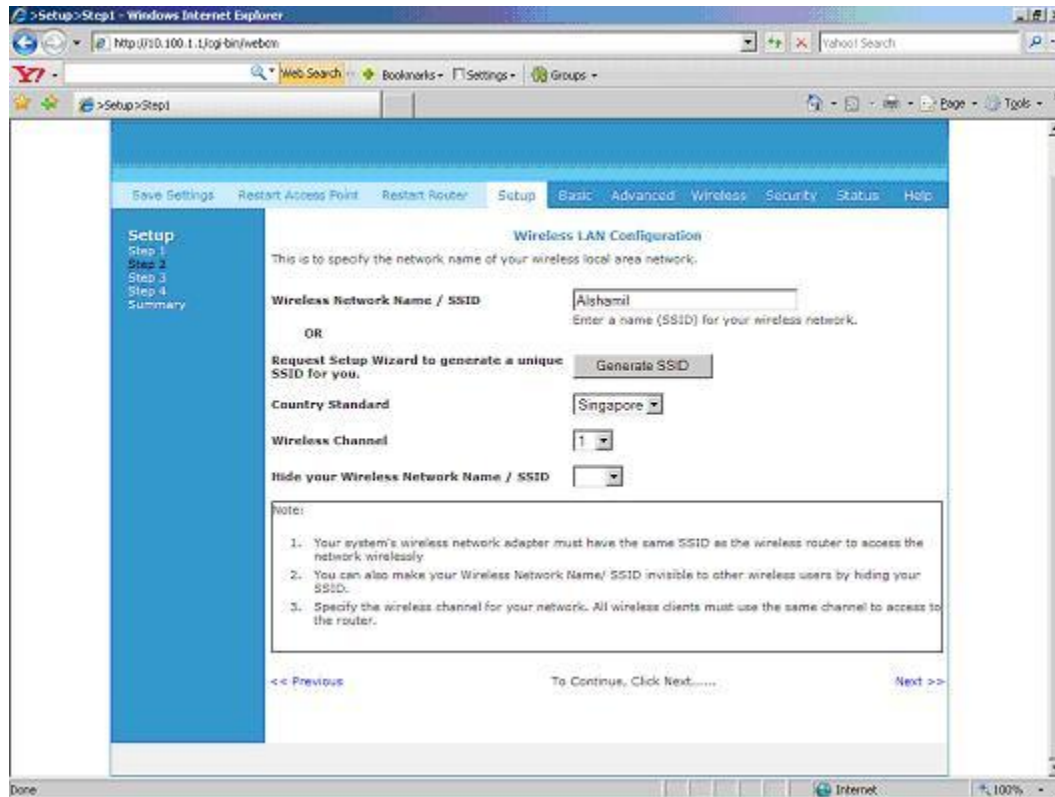 >Setup>Step1 - Windows Internet Explorer
http://10.100.1.1/cgi-bin/webcm
Yahoo! Search
Y! Web Search Bookmarks Settings Groups
>Setup>Step1
Page Tools
Save Settings Restart Access Point Restart Router Setup Basic Advanced Wireless Security Status Help
Setup
Step 1
Step 2
Step 3
Step 4
Summary
Wireless LAN Configuration
This is to specify the network name of your wireless local area network.
Wireless Network Name / SSID Alshamil
Enter a name (SSID) for your wireless network.
OR
Request Setup Wizard to generate a unique
SSID for you.
Generate SSID
Country Standard Singapore
Wireless Channel 1
Hide your Wireless Network Name / SSID
Note:
1. Your system's wireless network adapter must have the same SSID as the wireless router to access the
network wirelessly
2. You can also make your Wireless Network Name/ SSID invisible to other wireless users by hiding your
SSID.
3. Specify the wireless channel for your network. All wireless clients must use the same channel to access to
the router.
<< Previous To Continue, Click Next...... Next >>
Done Internet 100%